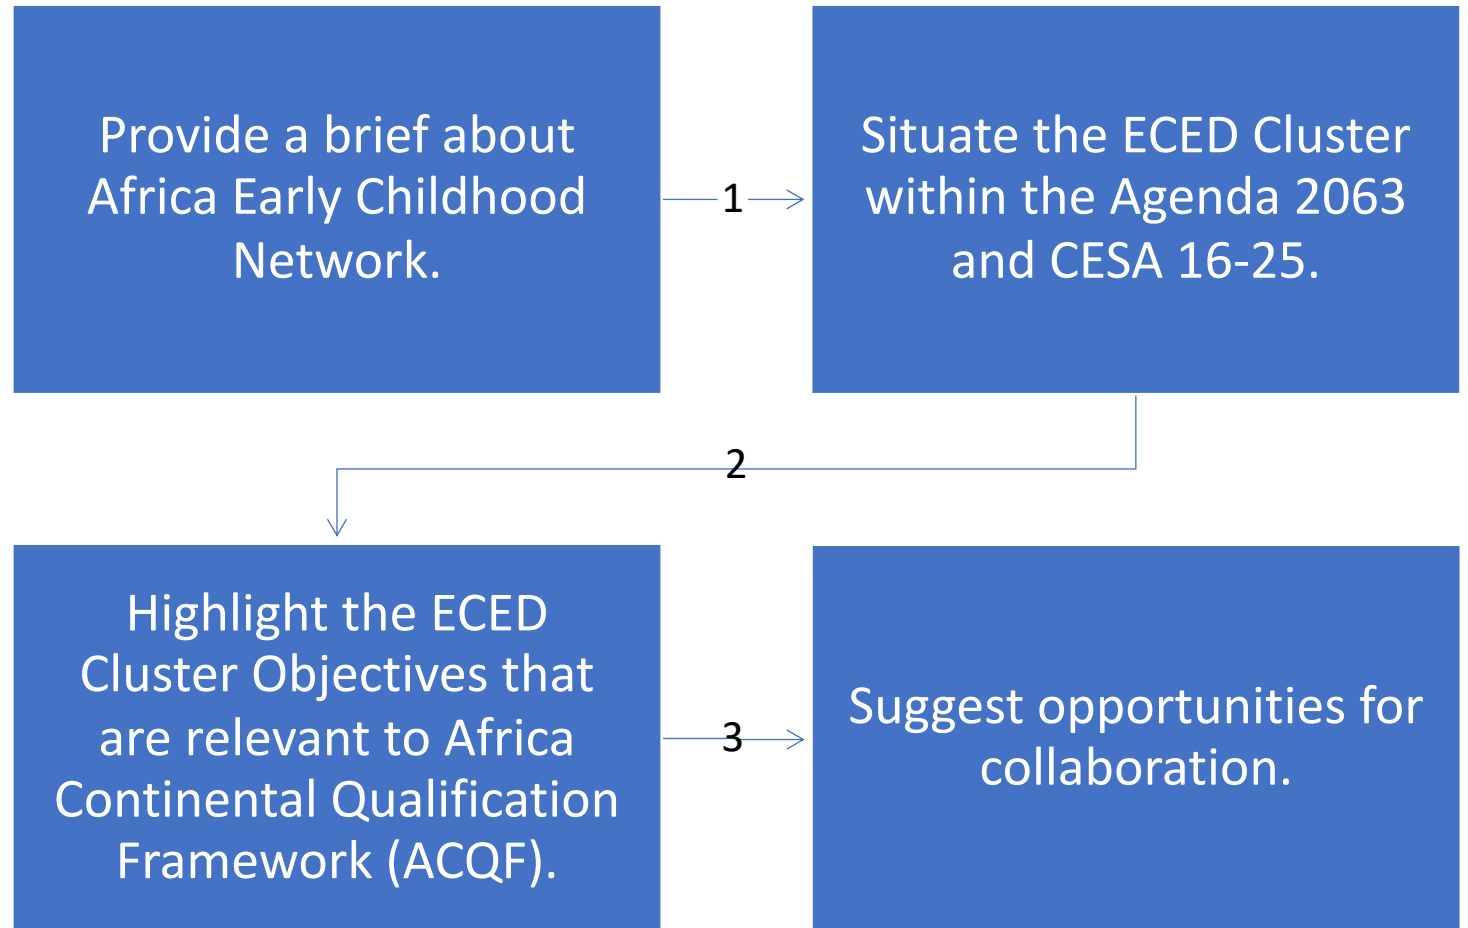 Provide a brief about
Africa Early Childhood
Network.
1
Situate the ECED Cluster
within the Agenda 2063
and CESA 16-25.
2
Highlight the ECED
Cluster Objectives that
are relevant to Africa
Continental Qualification
Framework (ACQF).
3
Suggest opportunities for
collaboration.